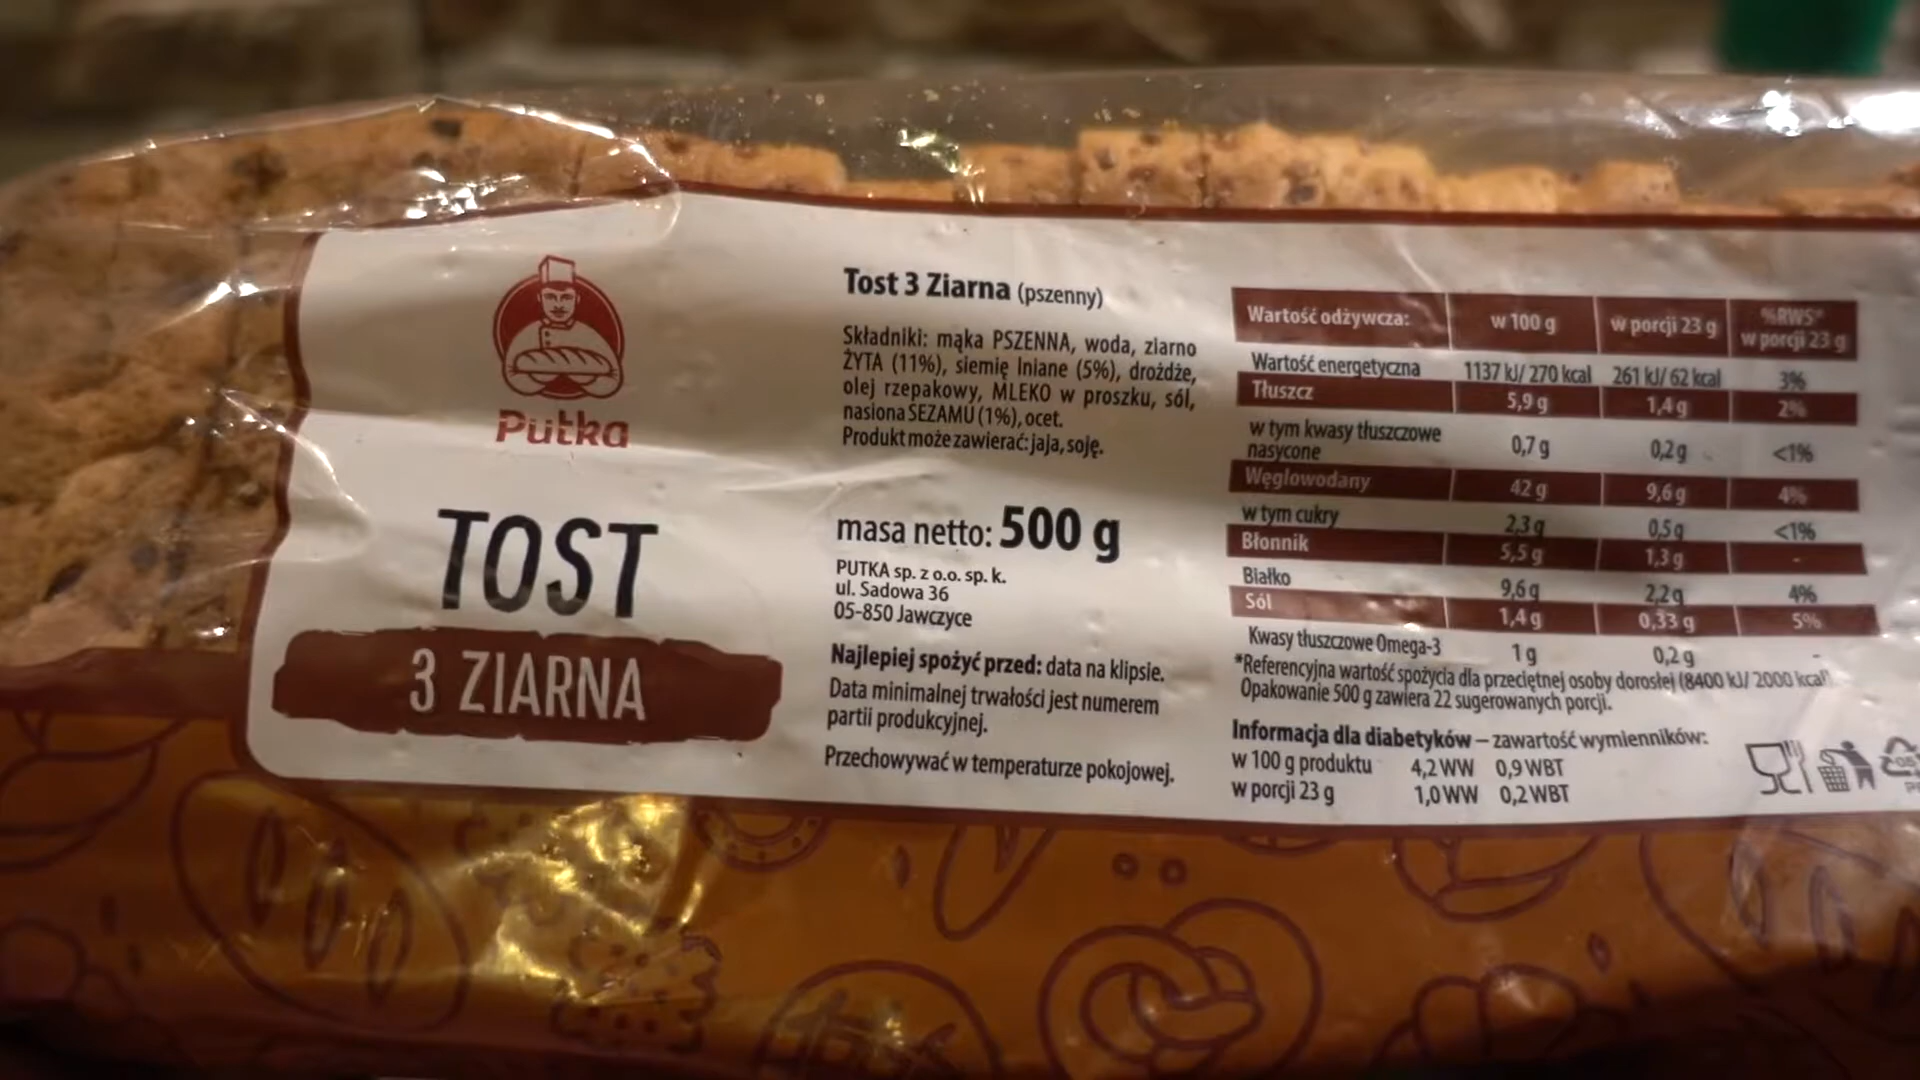 Putka
TOST
3 ZIARNA
Tost 3 Ziarna (pszenny)
Składniki: mąka PSZENNA, woda, ziarno
ŻYTA (11%), siemię lniane (5%), drożdże,
olej rzepakowy, MLEKO w proszku, sól,
nasiona SEZAMU (1%), ocet.
Produkt może zawierać: jaja, soję.
masa netto: 500 g
PUTKA sp. z o.o. sp. k.
ul. Sadowa 36
05-850 Jawczyce
Najlepiej spożyć przed: data na klipsie.
Data minimalnej trwałości jest numerem
partii produkcyjnej.
Przechowywać w temperaturze pokojowej.
Wartość odżywcza: w 100 g w porcji 23 g %RWS* w porcji 23 g
Wartość energetyczna 1137 kJ/ 270 kcal 261 kJ/ 62 kcal 3%
Tłuszcz 5,9 g 1,4 g 2%
w tym kwasy tłuszczowe
nasycone 0,7 g 0,2 g <1%
Węglowodany 42 g 9,6 g 4%
w tym cukry 2,3 g 0,5 g <1%
Błonnik 5,5 g 1,3 g -
Białko 9,6 g 2,2 g 4%
Sól 1,4 g 0,33 g 5%
Kwasy tłuszczowe Omega-3 1 g 0,2 g -
*Referencyjna wartość spożycia dla przeciętnej osoby dorosłej (8400 kJ/ 2000 kcal).
Opakowanie 500 g zawiera 22 sugerowanych porcji.
Informacja dla diabetyków – zawartość wymienników:
w 100 g produktu 4,2 WW 0,9 WBT
w porcji 23 g 1,0 WW 0,2 WBT